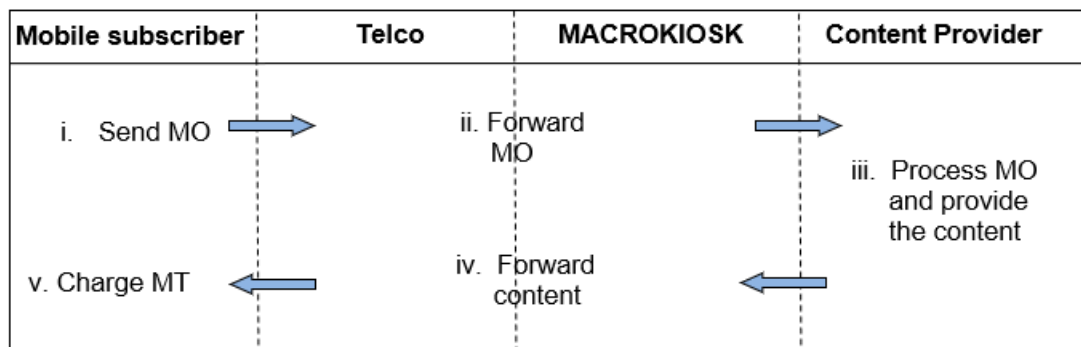 Mobile subscriber Telco MACROKIOSK Content Provider
i. Send MO
ii. Forward
MO
iii. Process MO
and provide
the content
iv. Forward
content
v. Charge MT